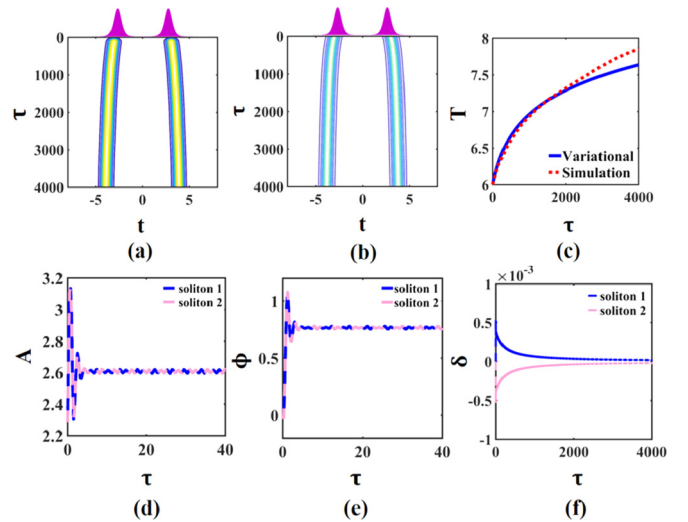 0
1000
2000
3000
4000
τ
-5
0
5
t
(a)
0
1000
2000
3000
4000
τ
-5
0
5
t
(b)
8
7.5
7
6.5
6
T
Variational
Simulation
0
2000
4000
τ
(c)
3.2
3
2.8
2.6
2.4
2.2
A
soliton 1
soliton 2
0
20
40
τ
(d)
1
0.5
0
ϕ
soliton 1
soliton 2
0
20
40
τ
(e)
×10⁻³
1
0.5
0
-0.5
-1
δ
soliton 1
soliton 2
0
2000
4000
τ
(f)